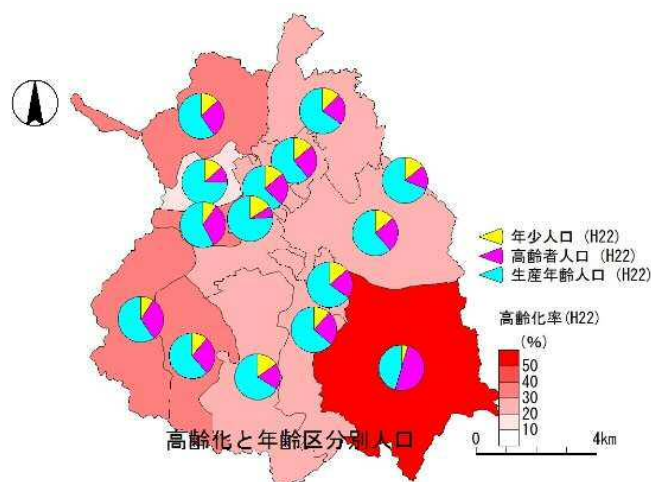 年少人口 (H22)
高齢者人口 (H22)
生産年齢人口 (H22)
高齢化率(H22)
(%)
50
40
30
20
10
0 4km
高齢化と年齢区分別人口